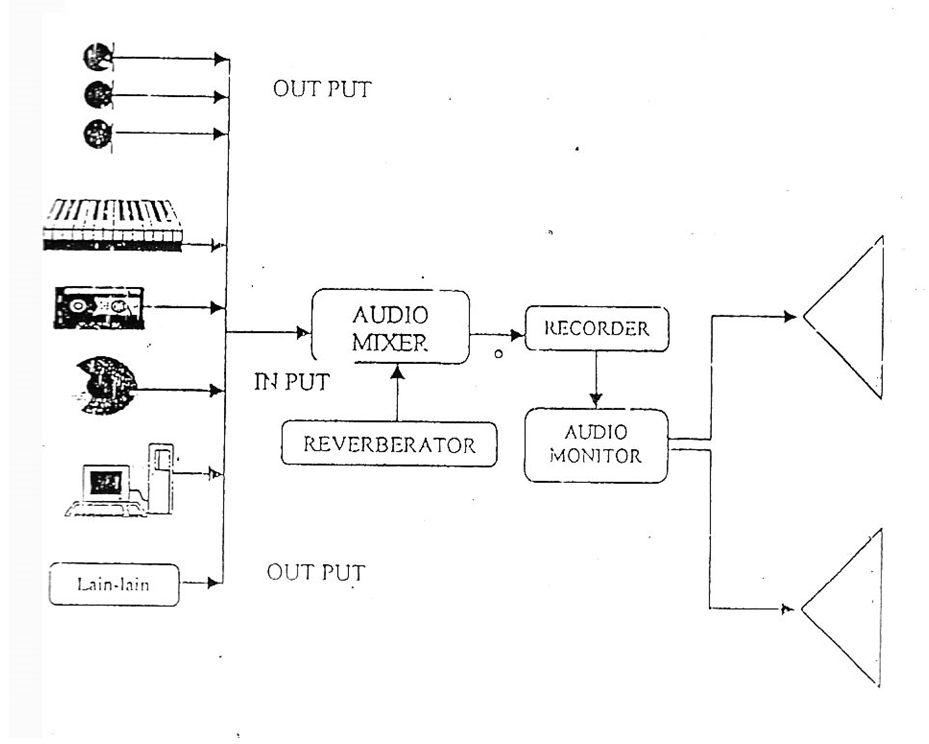 OUT PUT
AUDIO
MIXER
RECORDER
IN PUT
REVERBERATOR
AUDIO
MONITOR
OUT PUT
Lain-lain